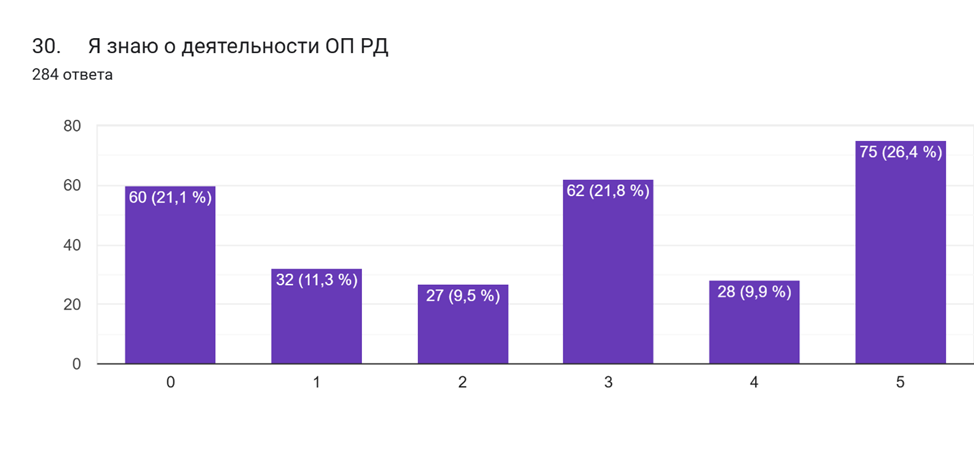 30. Я знаю о деятельности ОП РД
284 ответа
80
60
40
20
0
60 (21,1 %)
32 (11,3 %)
27 (9,5 %)
62 (21,8 %)
28 (9,9 %)
75 (26,4 %)
0 1 2 3 4 5